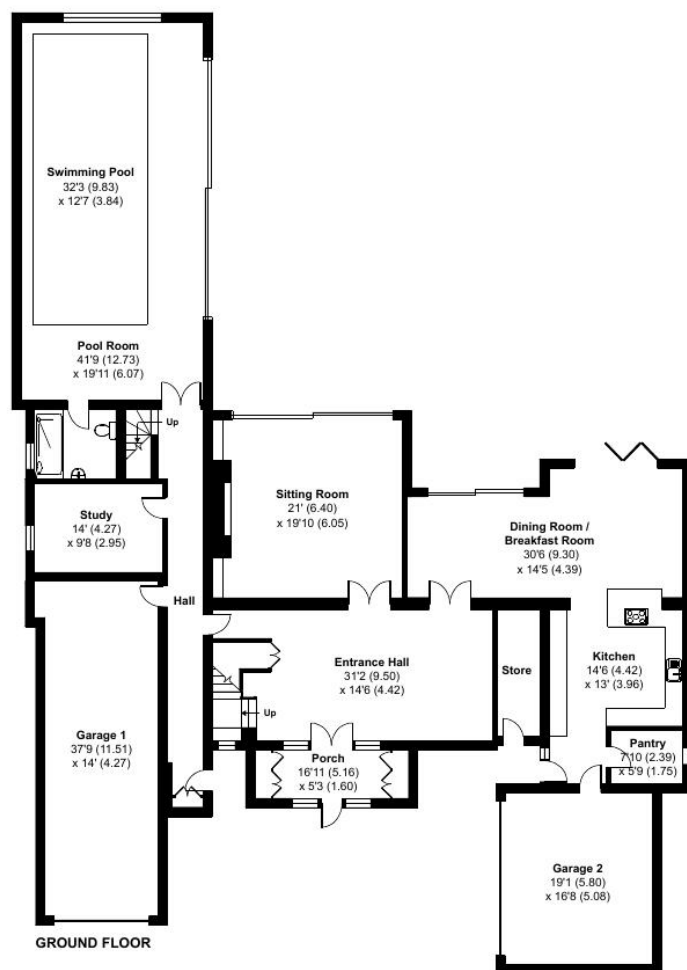 Swimming Pool
32'3 (9.83)
x 12'7 (3.84)
Pool Room
41'9 (12.73)
x 19'11 (6.07)
Up
Study
14' (4.27)
x 9'8 (2.95)
Sitting Room
21' (6.40)
x 19'10 (6.05)
Dining Room /
Breakfast Room
30'6 (9.30)
x 14'5 (4.39)
Hall
Entrance Hall
31'2 (9.50)
x 14'6 (4.42)
Up
Store
Kitchen
14'6 (4.42)
x 13' (3.96)
Garage 1
37'9 (11.51)
x 14' (4.27)
Porch
16'11 (5.16)
x 5'3 (1.60)
Pantry
7'10 (2.39)
x 5'9 (1.75)
Garage 2
19'1 (5.80)
x 16'8 (5.08)
GROUND FLOOR